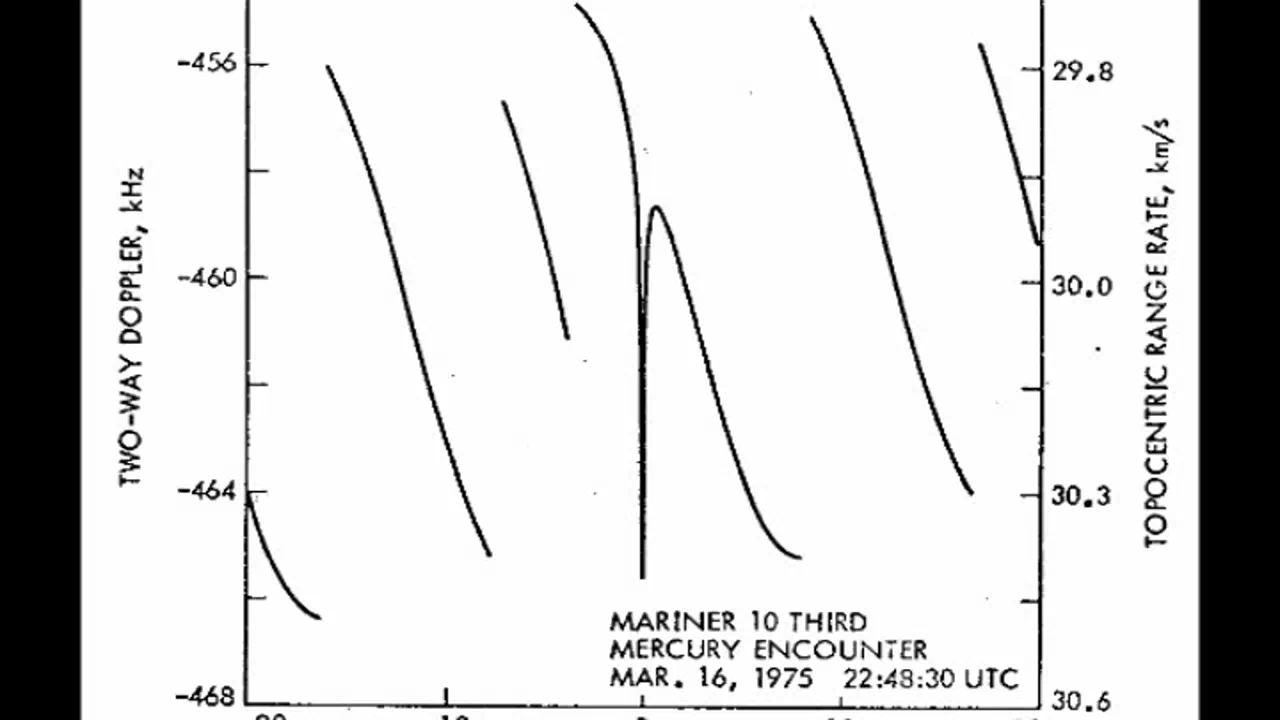 -456
-460
-464
-468
TWO-WAY DOPPLER, kHz
29.8
30.0
30.3
30.6
TOPOCENTRIC RANGE RATE, km/s
MARINER 10 THIRD
MERCURY ENCOUNTER
MAR. 16, 1975 22:48:30 UTC